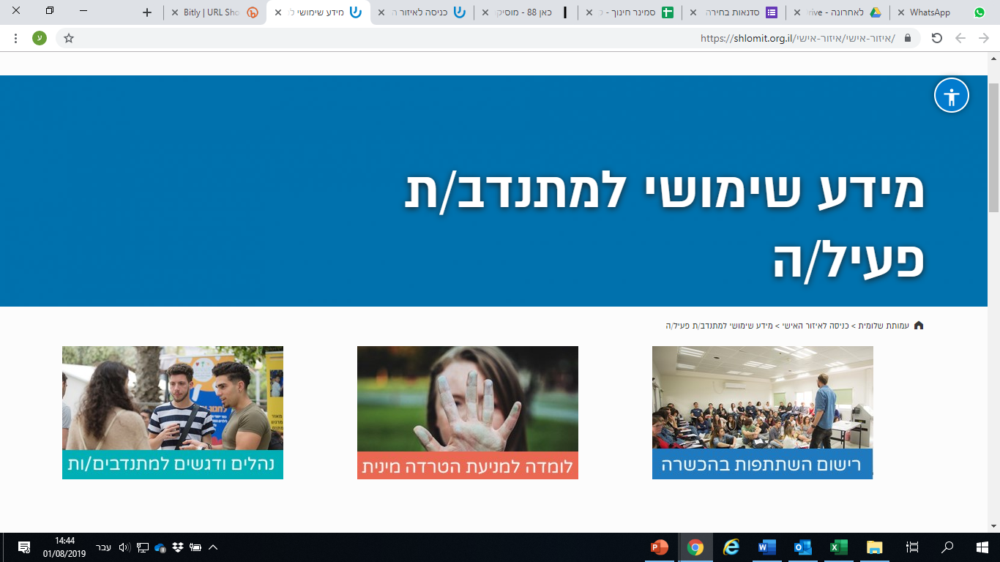 WhatsApp
לאחרונה - rive
סדנאות בחירה
סמינר חינוך -
כאן 88 - מוסיק
כניסה לאיזור ה
מידע שימושי ל
Bitly | URL Sho
https://shlomit.org.il/איזור-אישי/איזור-אישי/
ע
מידע שימושי למתנדב/ת
פעיל/ה
עמותת שלומית > כניסה לאיזור האישי > מידע שימושי למתנדב/ת פעיל/ה
רישום השתתפות בהכשרה
לומדה למניעת הטרדה מינית
נהלים ודגשים למתנדבים/ות
עבר
14:44
01/08/2019